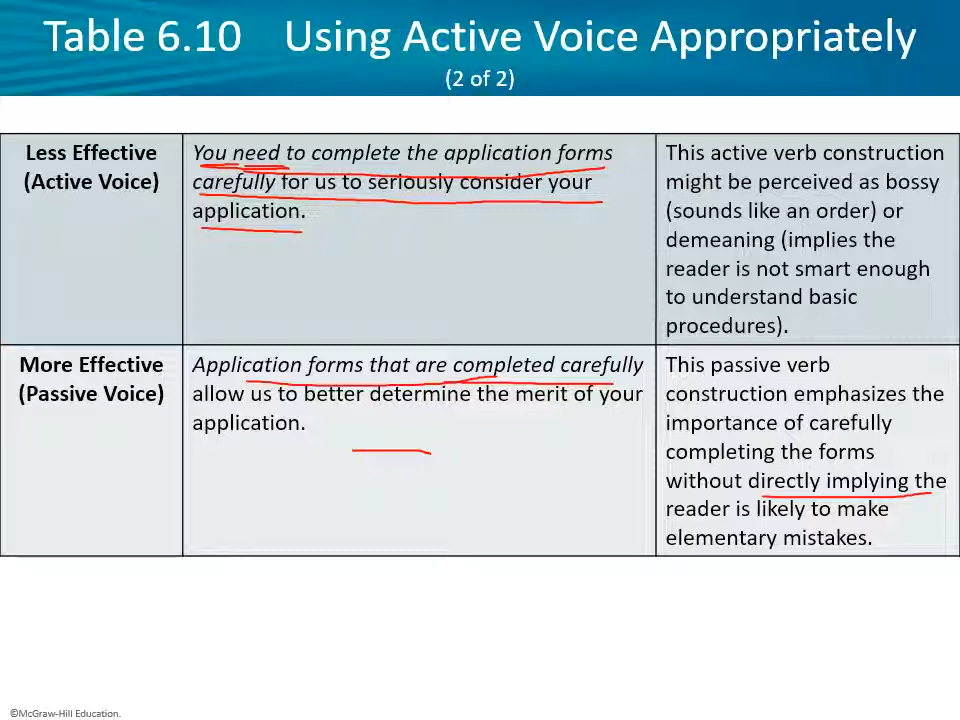 Table 6.10 Using Active Voice Appropriately
(2 of 2)
Less Effective
(Active Voice)
You need to complete the application forms
carefully for us to seriously consider your
application.
This active verb construction
might be perceived as bossy
(sounds like an order) or
demeaning (implies the
reader is not smart enough
to understand basic
procedures).
More Effective
(Passive Voice)
Application forms that are completed carefully
allow us to better determine the merit of your
application.
This passive verb
construction emphasizes the
importance of carefully
completing the forms
without directly implying the
reader is likely to make
elementary mistakes.
©McGraw-Hill Education.